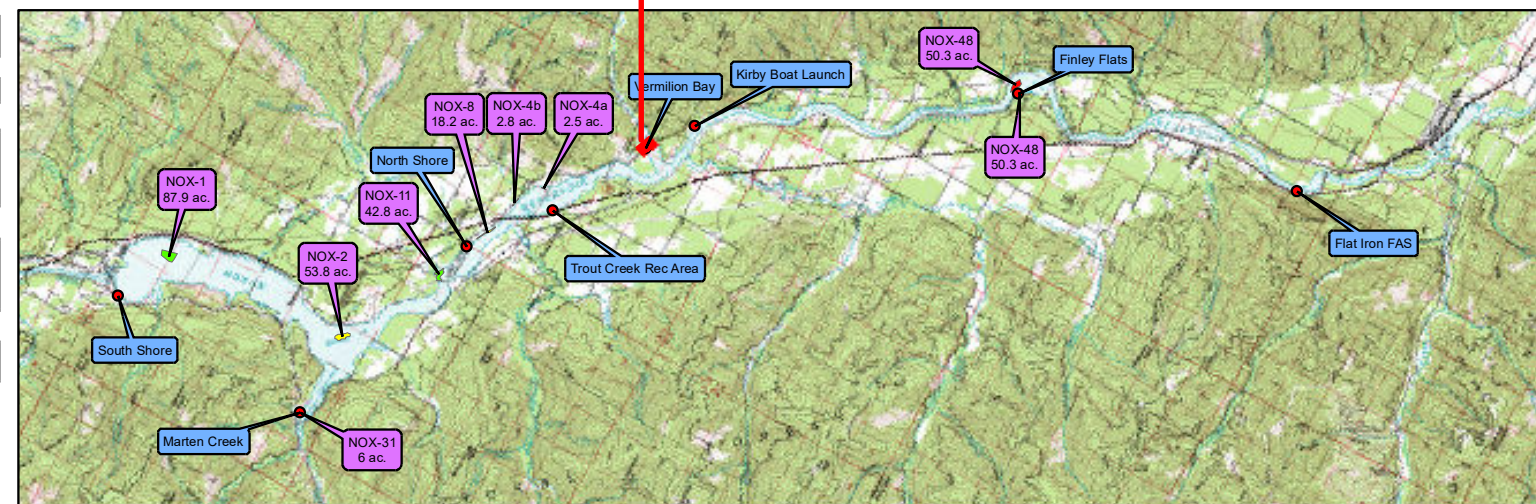 NOX-48
50.3 ac.
Finley Flats
Kirby Boat Launch
Vermilion Bay
NOX-8
18.2 ac.
NOX-4b
2.8 ac.
NOX-4a
2.5 ac.
North Shore
NOX-48
50.3 ac.
NOX-1
87.9 ac.
NOX-11
42.8 ac.
NOX-2
53.8 ac.
Flat Iron FAS
Trout Creek Rec Area
South Shore
Marten Creek
NOX-31
6 ac.